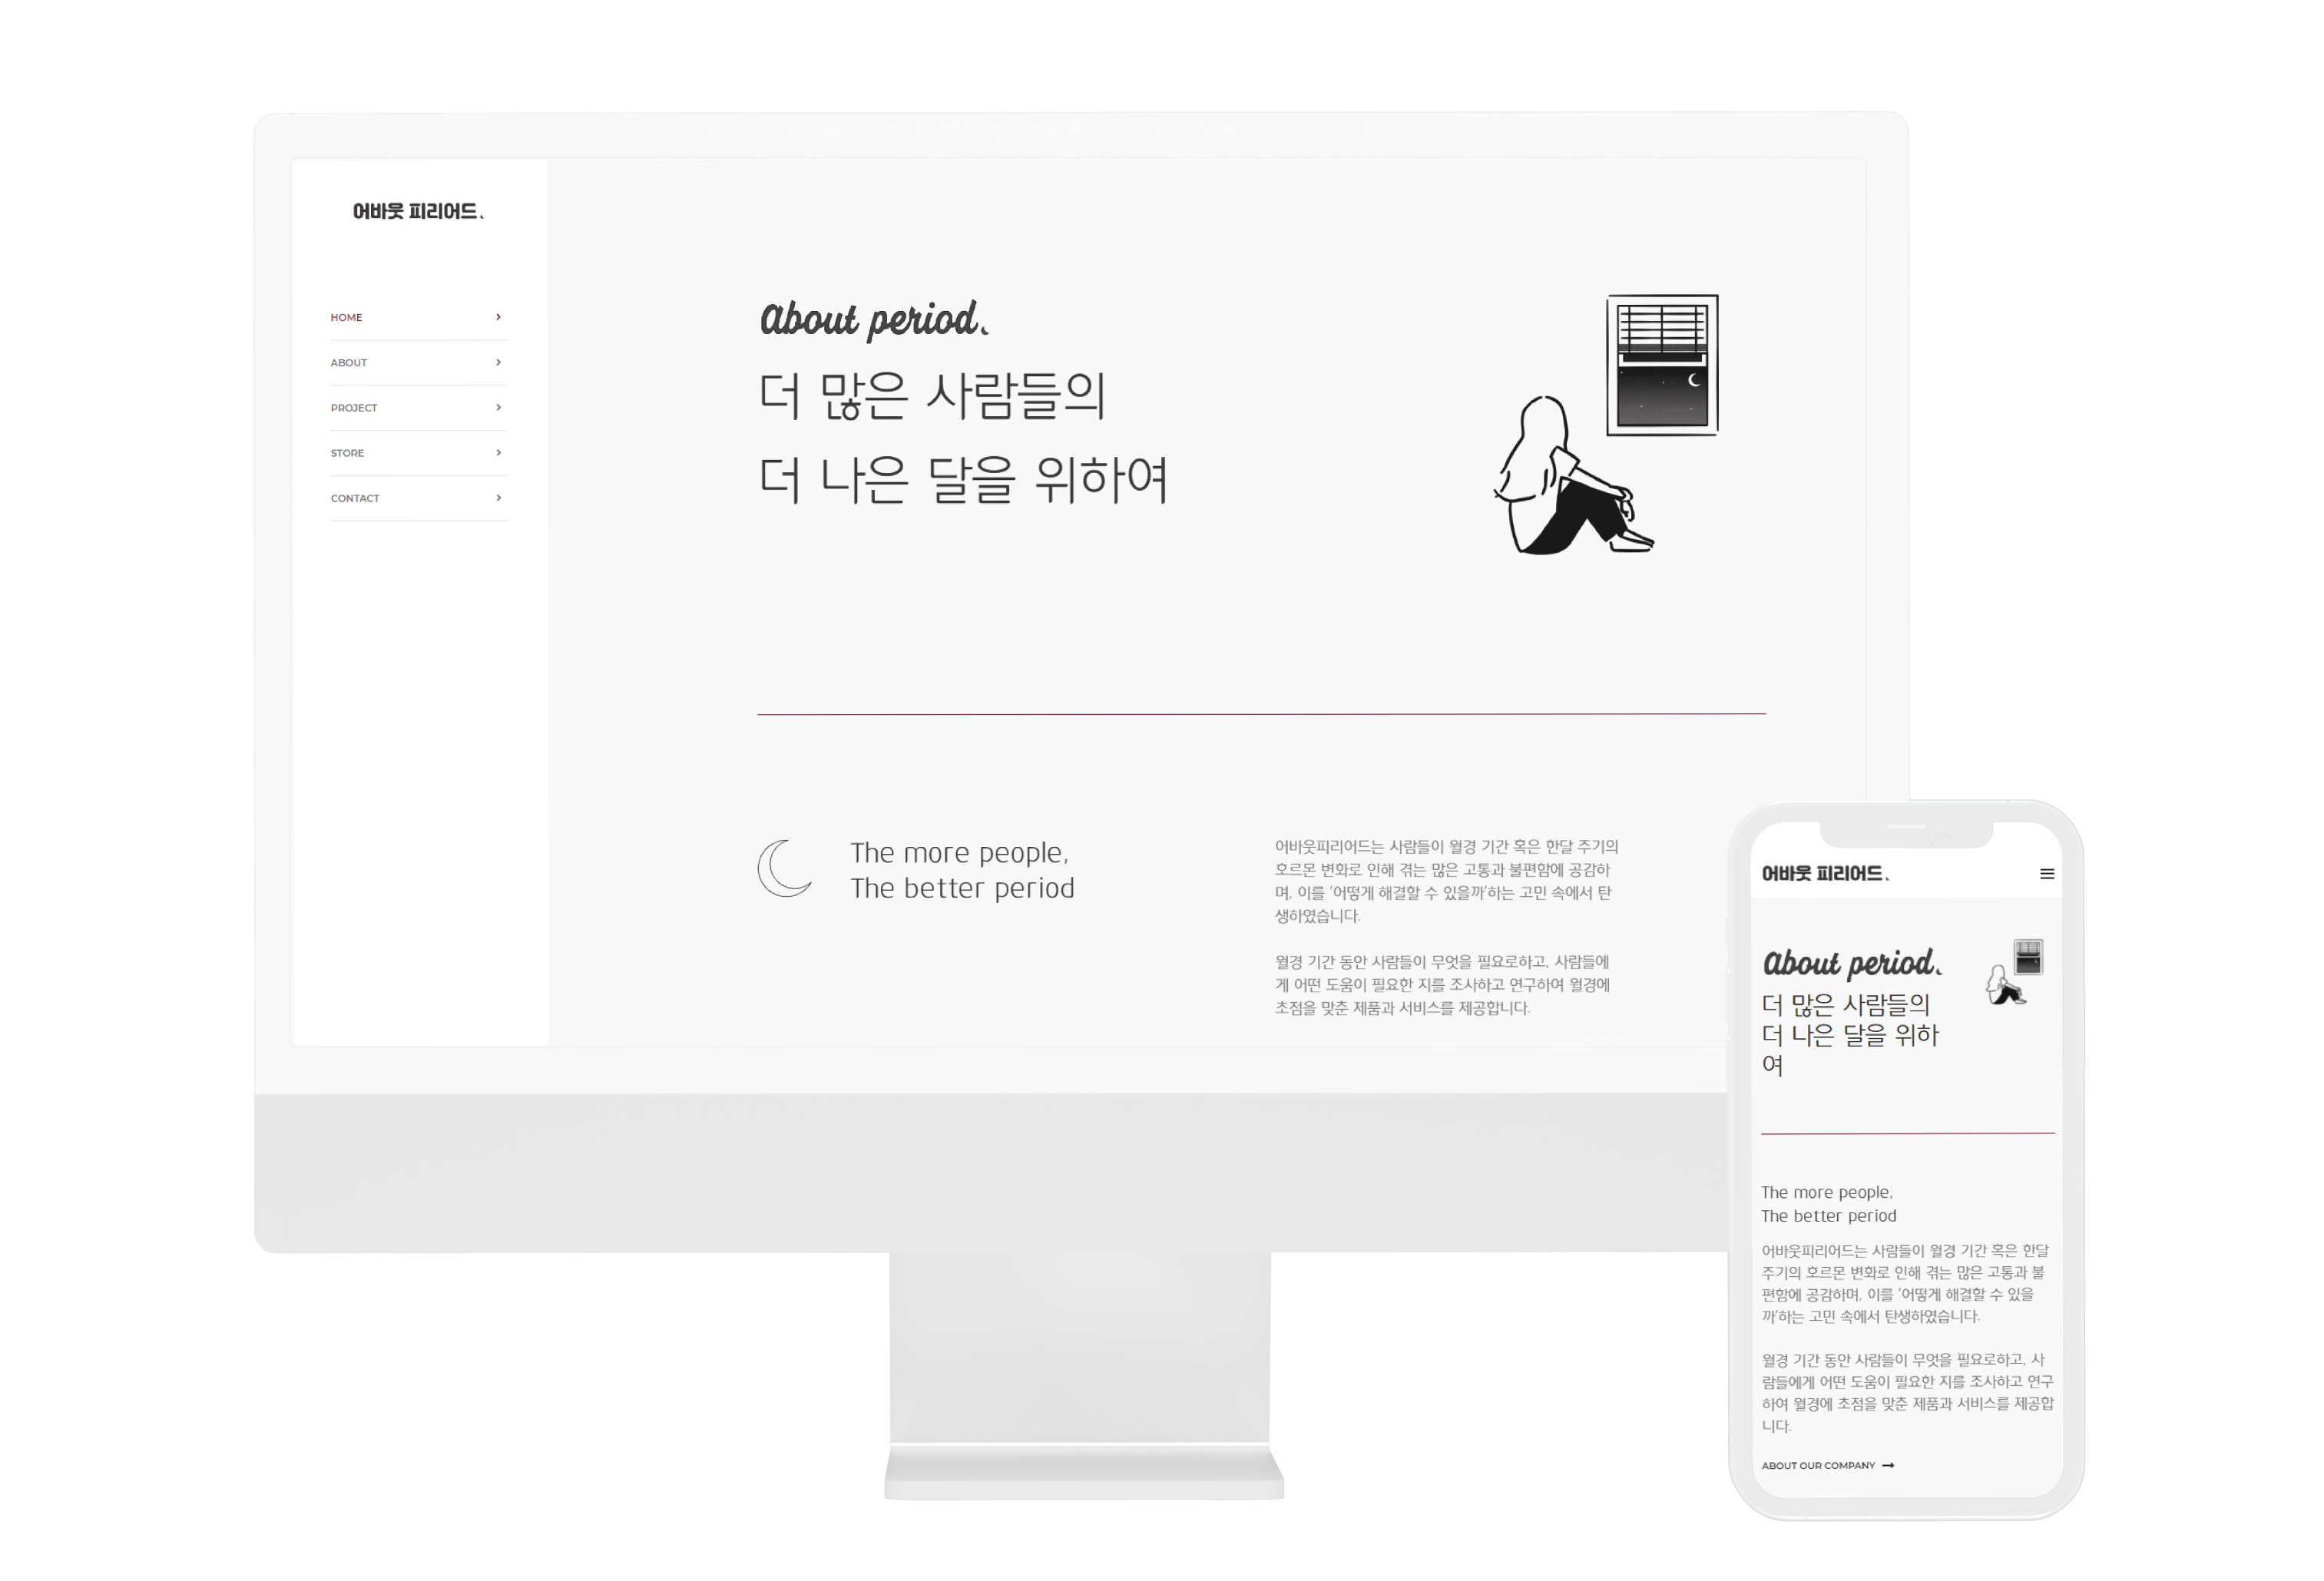 어바웃 피리어드.
HOME
ABOUT
PROJECT
STORE
CONTACT
About period.
더 많은 사람들의
더 나은 달을 위하여
The more people,
The better period
어바웃피리어드는 사람들이 월경 기간 혹은 한달 주기의
호르몬 변화로 인해 겪는 많은 고통과 불편함에 공감하
며, 이를 '어떻게 해결할 수 있을까'하는 고민 속에서 탄
생하였습니다.
월경 기간 동안 사람들이 무엇을 필요로하고, 사람들에
게 어떤 도움이 필요한 지를 조사하고 연구하여 월경에
초점을 맞춘 제품과 서비스를 제공합니다.
어바웃 피리어드.
About period.
더 많은 사람들의
더 나은 달을 위하
여
The more people,
The better period
어바웃피리어드는 사람들이 월경 기간 혹은 한달
주기의 호르몬 변화로 인해 겪는 많은 고통과 불
편함에 공감하며, 이를 '어떻게 해결할 수 있을
까'하는 고민 속에서 탄생하였습니다.
월경 기간 동안 사람들이 무엇을 필요로하고, 사
람들에게 어떤 도움이 필요한 지를 조사하고 연구
하여 월경에 초점을 맞춘 제품과 서비스를 제공합
니다.
ABOUT OUR COMPANY